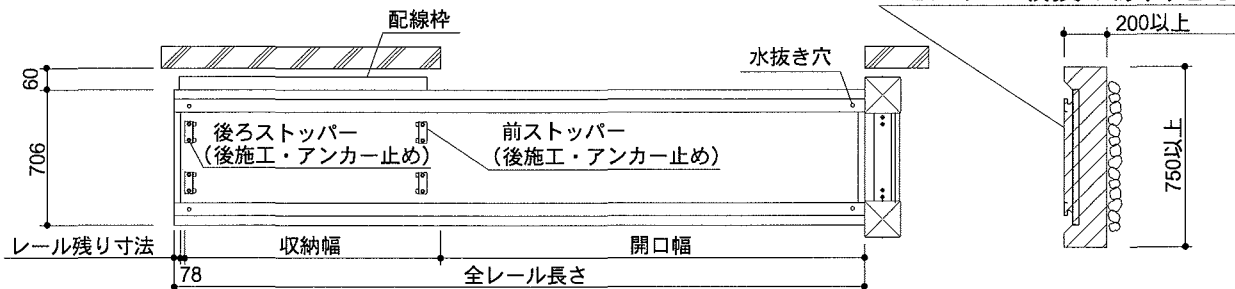 配線枠
200以上
水抜き穴
60
後ろストッパー
(後施工・アンカー止め)
前ストッパー
(後施工・アンカー止め)
706
750以上
レール残り寸法
収納幅
開口幅
78
全レール長さ